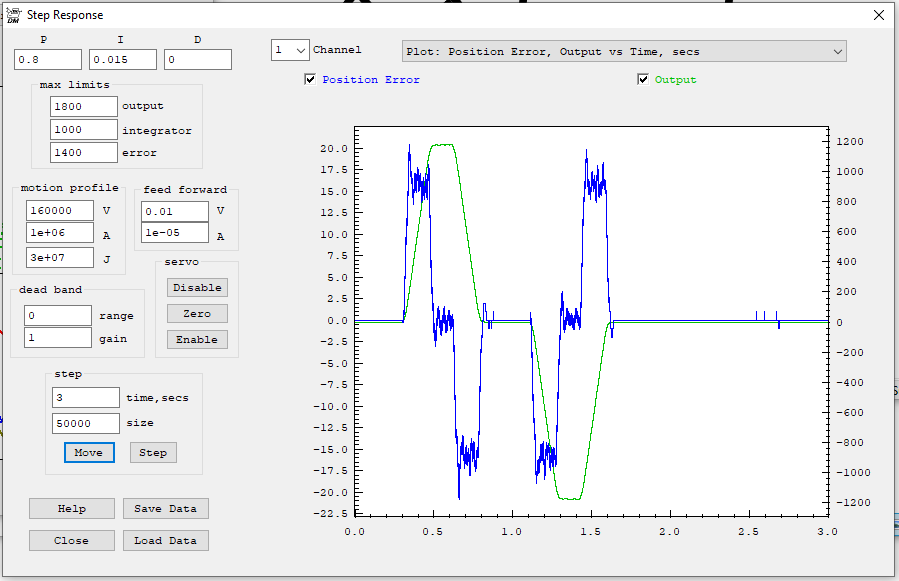 Step Response
P I D
0.8 0.015 0
1 Channel
Plot: Position Error, Output vs Time, secs
Position Error
Output
max limits
1800 output
1000 integrator
1400 error
motion profile
160000 V
1e+06 A
3e+07 J
feed forward
0.01 V
1e-05 A
servo
Disable
Zero
Enable
dead band
0 range
1 gain
step
3 time,secs
50000 size
Move Step
Help Save Data
Close Load Data
20.0
17.5
15.0
12.5
10.0
7.5
5.0
2.5
0.0
-2.5
-5.0
-7.5
-10.0
-12.5
-15.0
-17.5
-20.0
-22.5
1200
1000
800
600
400
200
0
-200
-400
-600
-800
-1000
-1200
0.0 0.5 1.0 1.5 2.0 2.5 3.0